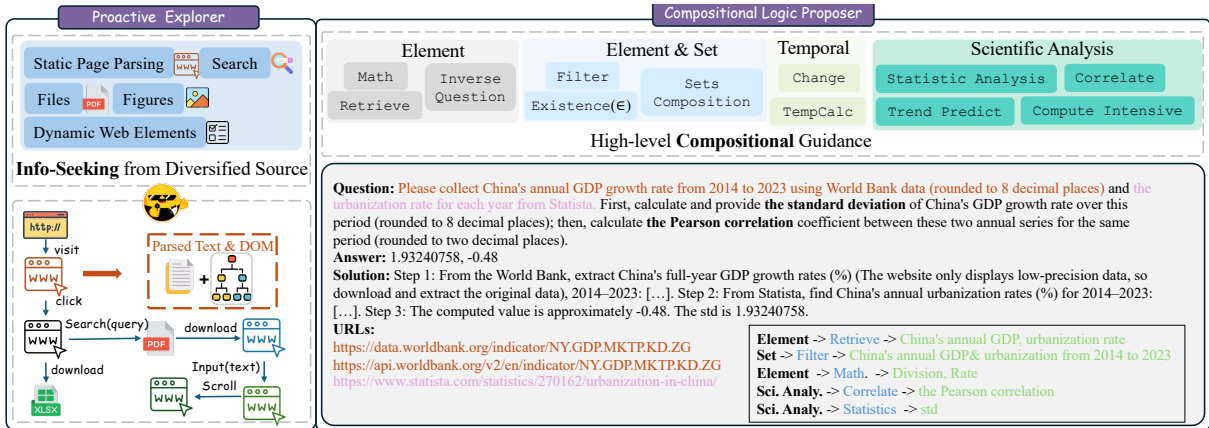 Proactive Explorer
Static Page Parsing
WWW
Search
Files
PDF
Figures
Dynamic Web Elements
Info-Seeking from Diversified Source
http://
visit
WWW
Parsed Text & DOM
+
click
WWW
Search(query)
PDF
download
WWW
download
Input(text)
Scroll
XLSX
WWW
WWW
Compositional Logic Proposer
Element
Math
Retrieve
Inverse
Question
Element & Set
Filter
Existence(∈)
Sets
Composition
Temporal
Change
TempCalc
Scientific Analysis
Statistic Analysis
Correlate
Trend Predict
Compute Intensive
High-level Compositional Guidance
Question: Please collect China's annual GDP growth rate from 2014 to 2023 using World Bank data (rounded to 8 decimal places) and the
urbanization rate for each year from Statista. First, calculate and provide the standard deviation of China's GDP growth rate over this
period (rounded to 8 decimal places); then, calculate the Pearson correlation coefficient between these two annual series for the same
period (rounded to two decimal places).
Answer: 1.93240758, -0.48
Solution: Step 1: From the World Bank, extract China's full-year GDP growth rates (%) (The website only displays low-precision data, so
download and extract the original data), 2014–2023: […]. Step 2: From Statista, find China's annual urbanization rates (%) for 2014–2023:
[…]. Step 3: The computed value is approximately -0.48. The std is 1.93240758.
URLs:
https://data.worldbank.org/indicator/NY.GDP.MKTP.KD.ZG
https://api.worldbank.org/v2/en/indicator/NY.GDP.MKTP.KD.ZG
https://www.statista.com/statistics/270162/urbanization-in-china/
Element -> Retrieve -> China's annual GDP, urbanization rate
Set -> Filter -> China's annual GDP& urbanization from 2014 to 2023
Element -> Math. -> Division, Rate
Sci. Analy. -> Correlate -> the Pearson correlation
Sci. Analy. -> Statistics -> std